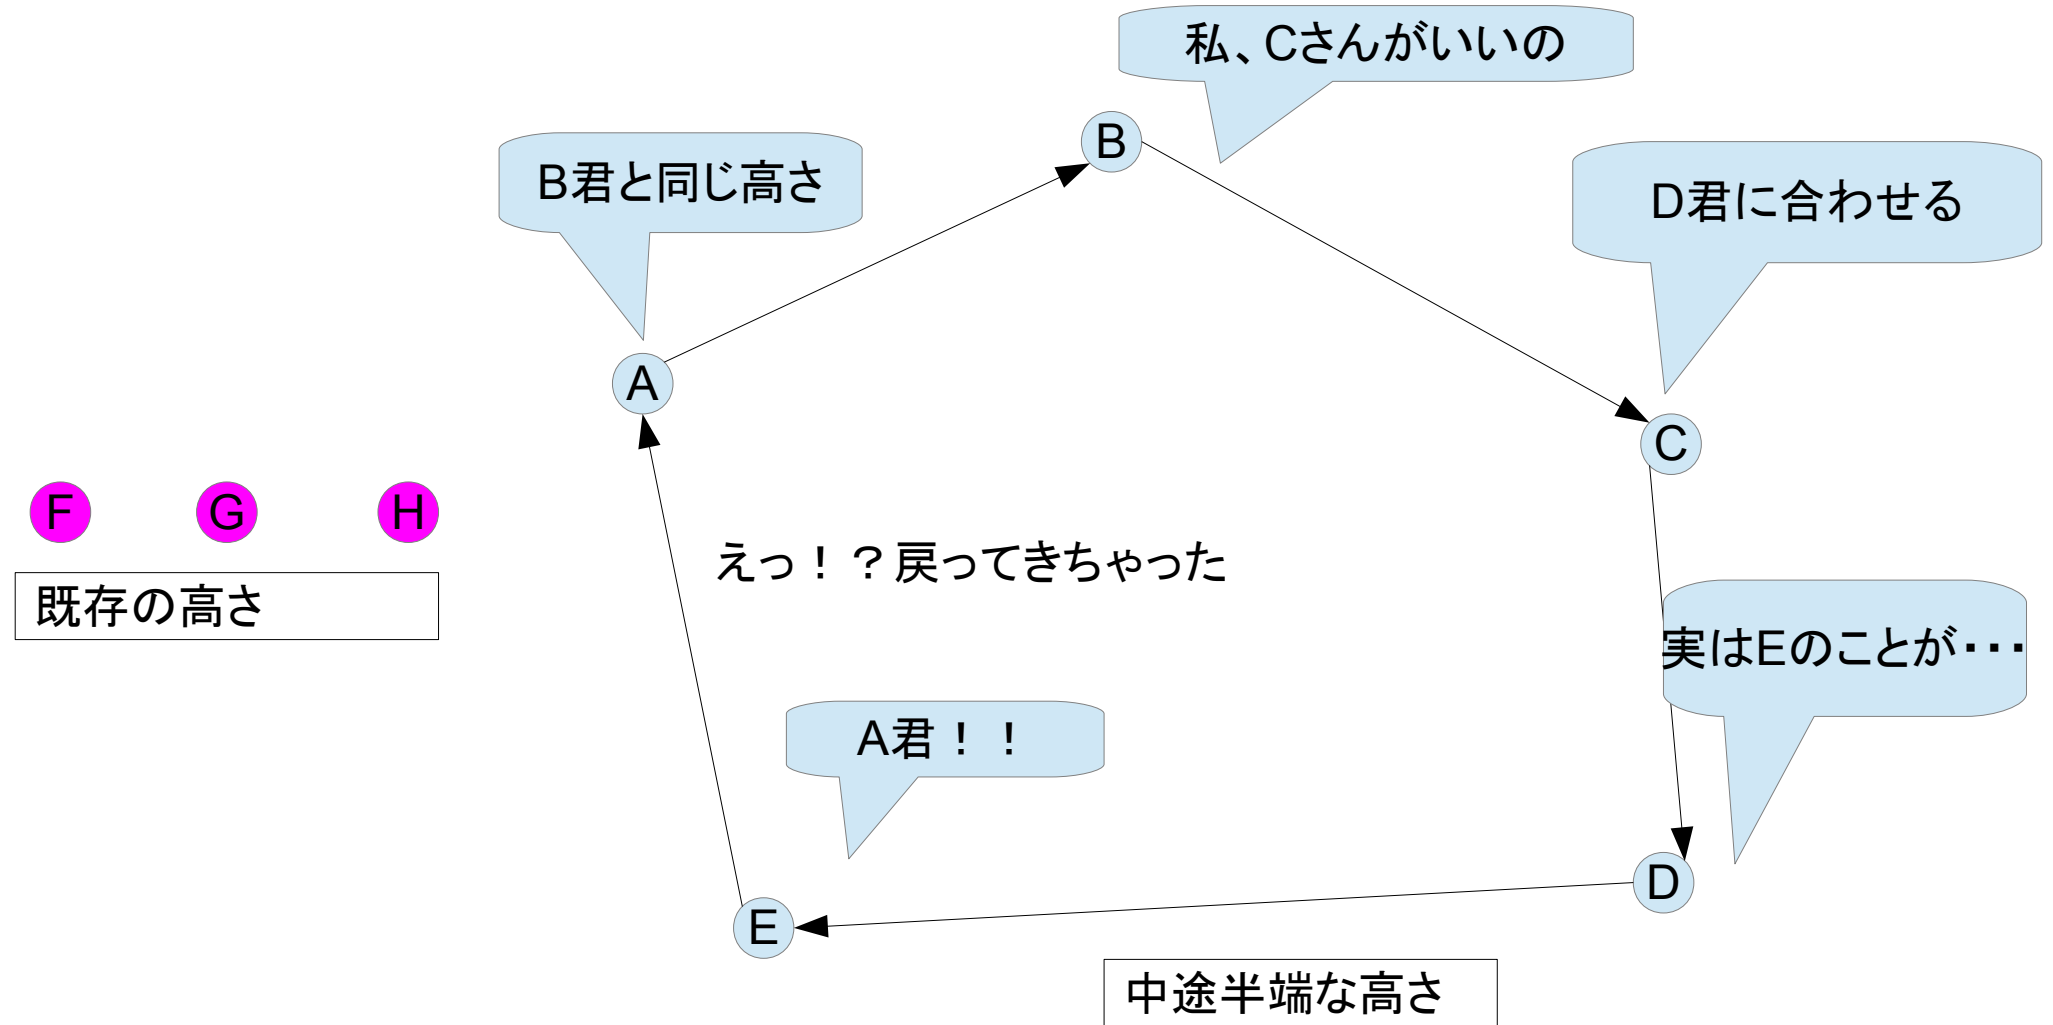 私、Cさんがいいの
B
B君と同じ高さ
D君に合わせる
A
C
F G H
えっ！？戻ってきちゃった
既存の高さ
実はEのことが・・・
A君！！
D
E
中途半端な高さ